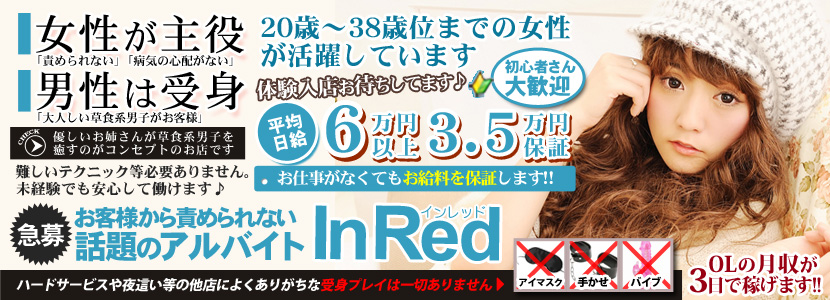 女性が主役
「責められない」「病気の心配がない」
男性は受身
「大人しい草食系男子がお客様」
CHECK
優しいお姉さんが草食系男子を
癒すのがコンセプトのお店です
難しいテクニック等必要ありません。
未経験でも安心して働けます♪
20歳～38歳位までの女性
が活躍しています
体験入店お待ちしてます♪
初心者さん
大歓迎
平均
日給
6万円以上 3.5万円保証
● お仕事がなくてもお給料を保証します!!
急募
お客様から責められない
話題のアルバイト
インレッド
InRed
アイマスク
手かせ
バイブ
OLの月収が
3日で稼げます!!
ハードサービスや夜這い等の他店によくありがちな受身プレイは一切ありません